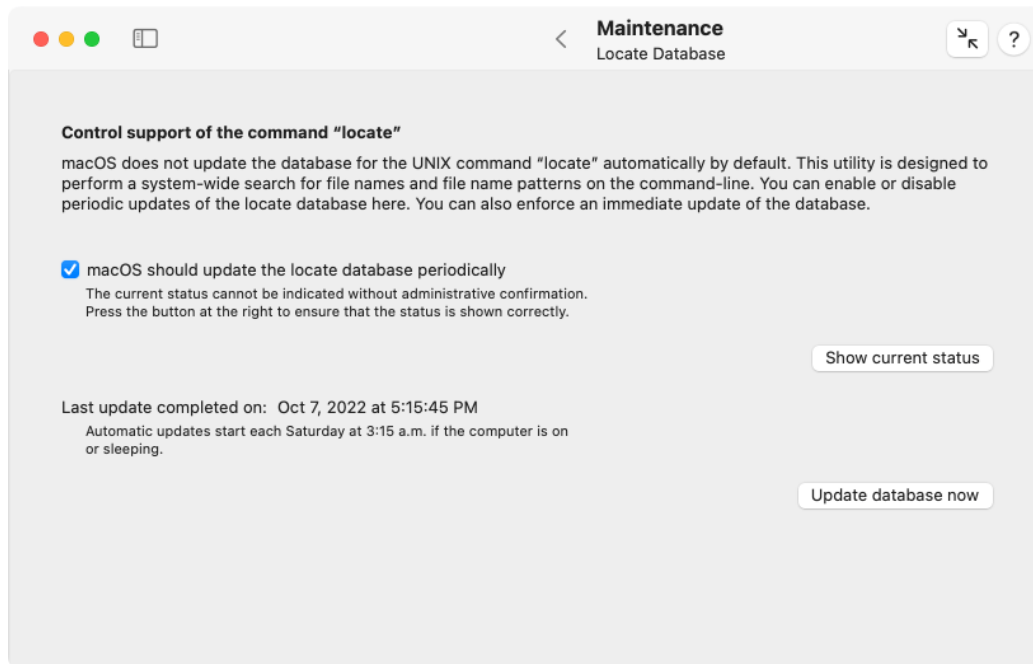 Maintenance
Locate Database
?
Control support of the command “locate”
macOS does not update the database for the UNIX command “locate” automatically by default. This utility is designed to
perform a system-wide search for file names and file name patterns on the command-line. You can enable or disable
periodic updates of the locate database here. You can also enforce an immediate update of the database.
macOS should update the locate database periodically
The current status cannot be indicated without administrative confirmation.
Press the button at the right to ensure that the status is shown correctly.
Show current status
Last update completed on: Oct 7, 2022 at 5:15:45 PM
Automatic updates start each Saturday at 3:15 a.m. if the computer is on
or sleeping.
Update database now